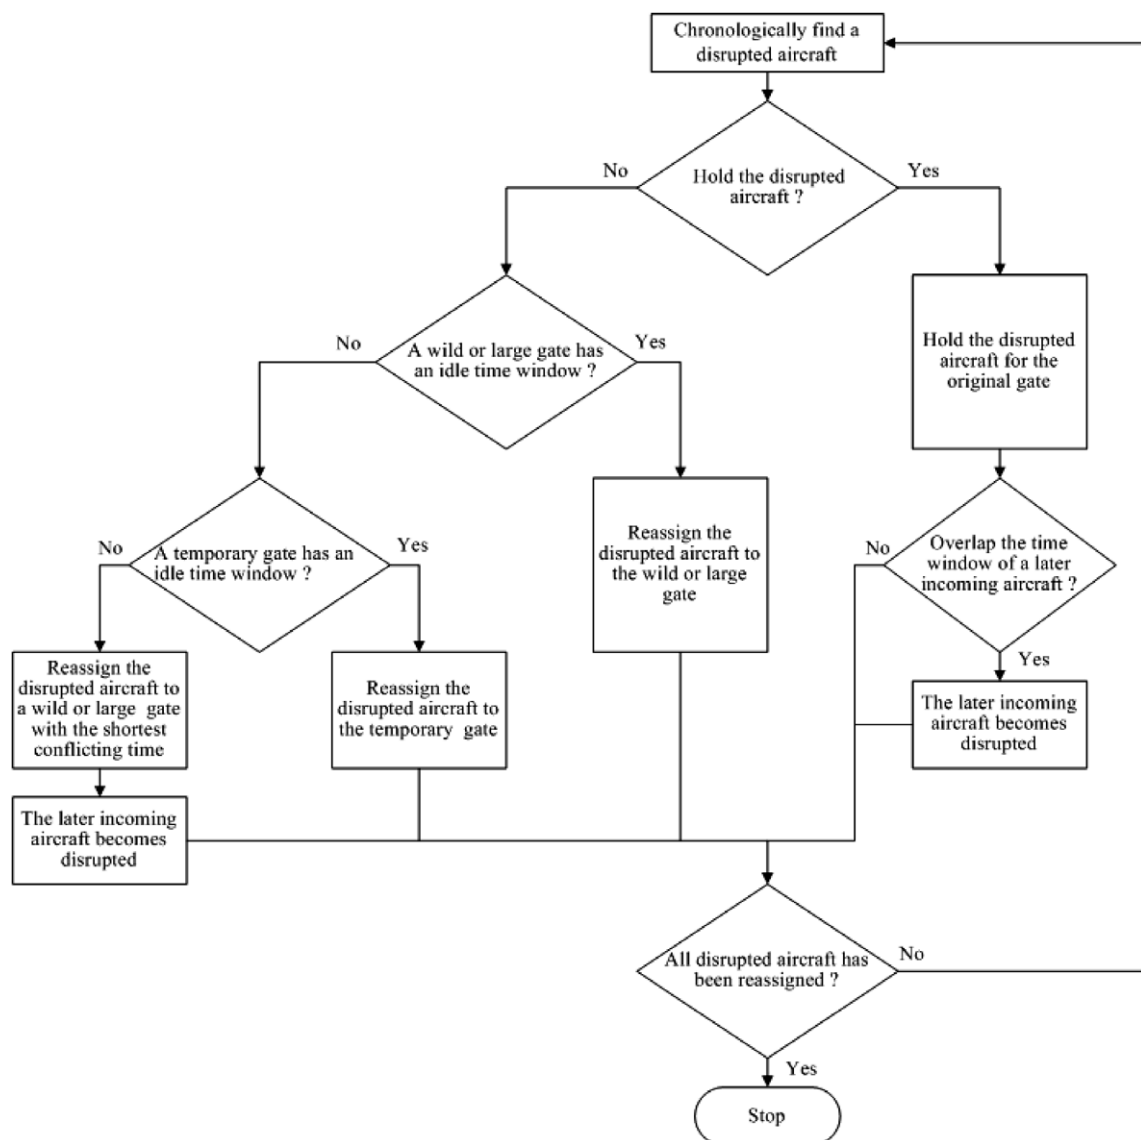 Chronologically find a
disrupted aircraft
No
Yes
Hold the disrupted
aircraft ?
No
Yes
A wild or large gate has
an idle time window ?
Hold the disrupted
aircraft for the
original gate
No
Yes
A temporary gate has an
idle time window ?
Reassign the
disrupted aircraft to
the wild or large
gate
No
Overlap the time
window of a later
incoming aircraft ?
Yes
Reassign the
disrupted aircraft to
a wild or large gate
with the shortest
conflicting time
Reassign the
disrupted aircraft to
the temporary gate
The later incoming
aircraft becomes
disrupted
The later incoming
aircraft becomes
disrupted
All disrupted aircraft has
been reassigned ?
No
Yes
Stop